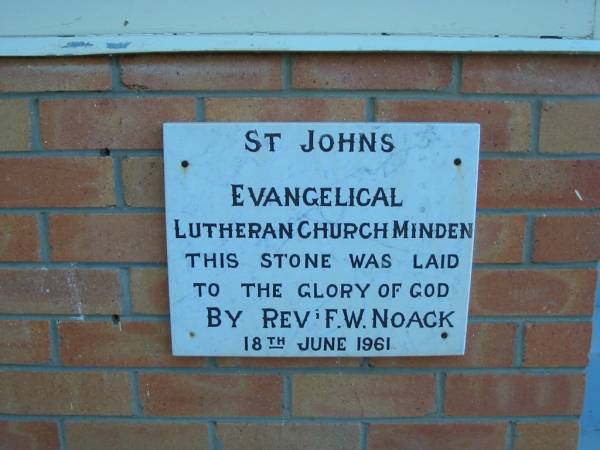 ST JOHNS
EVANGELICAL
LUTHERAN CHURCH MINDEN
THIS STONE WAS LAID
TO THE GLORY OF GOD
BY REVᴵ F.W. NOACK
18TH JUNE 1961